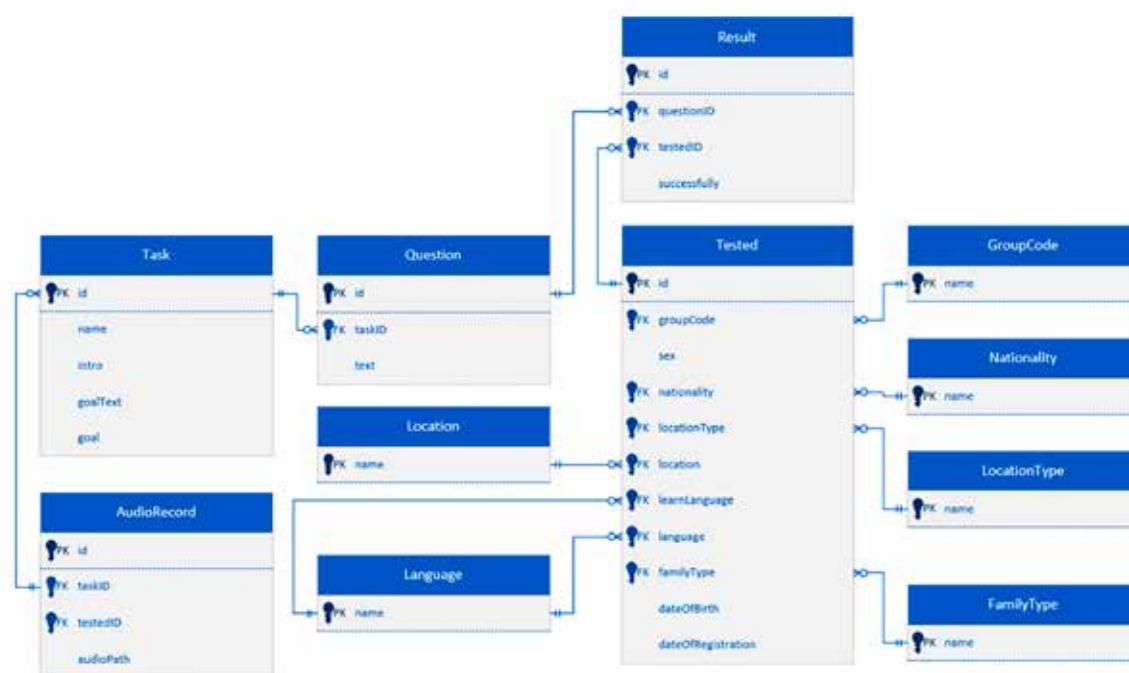 Result
PK id
FK questionID
FK testedID
successfully
Task
PK id
name
intro
goalText
goal
Question
PK id
FK taskID
text
Tested
PK id
FK groupCode
sex
FK nationality
FK locationType
FK location
FK learnLanguage
FK language
FK familyType
dateOfBirth
dateOfRegistration
GroupCode
PK name
Nationality
PK name
Location
PK name
LocationType
PK name
AudioRecord
PK id
FK taskID
FK testedID
audioPath
Language
PK name
FamilyType
PK name